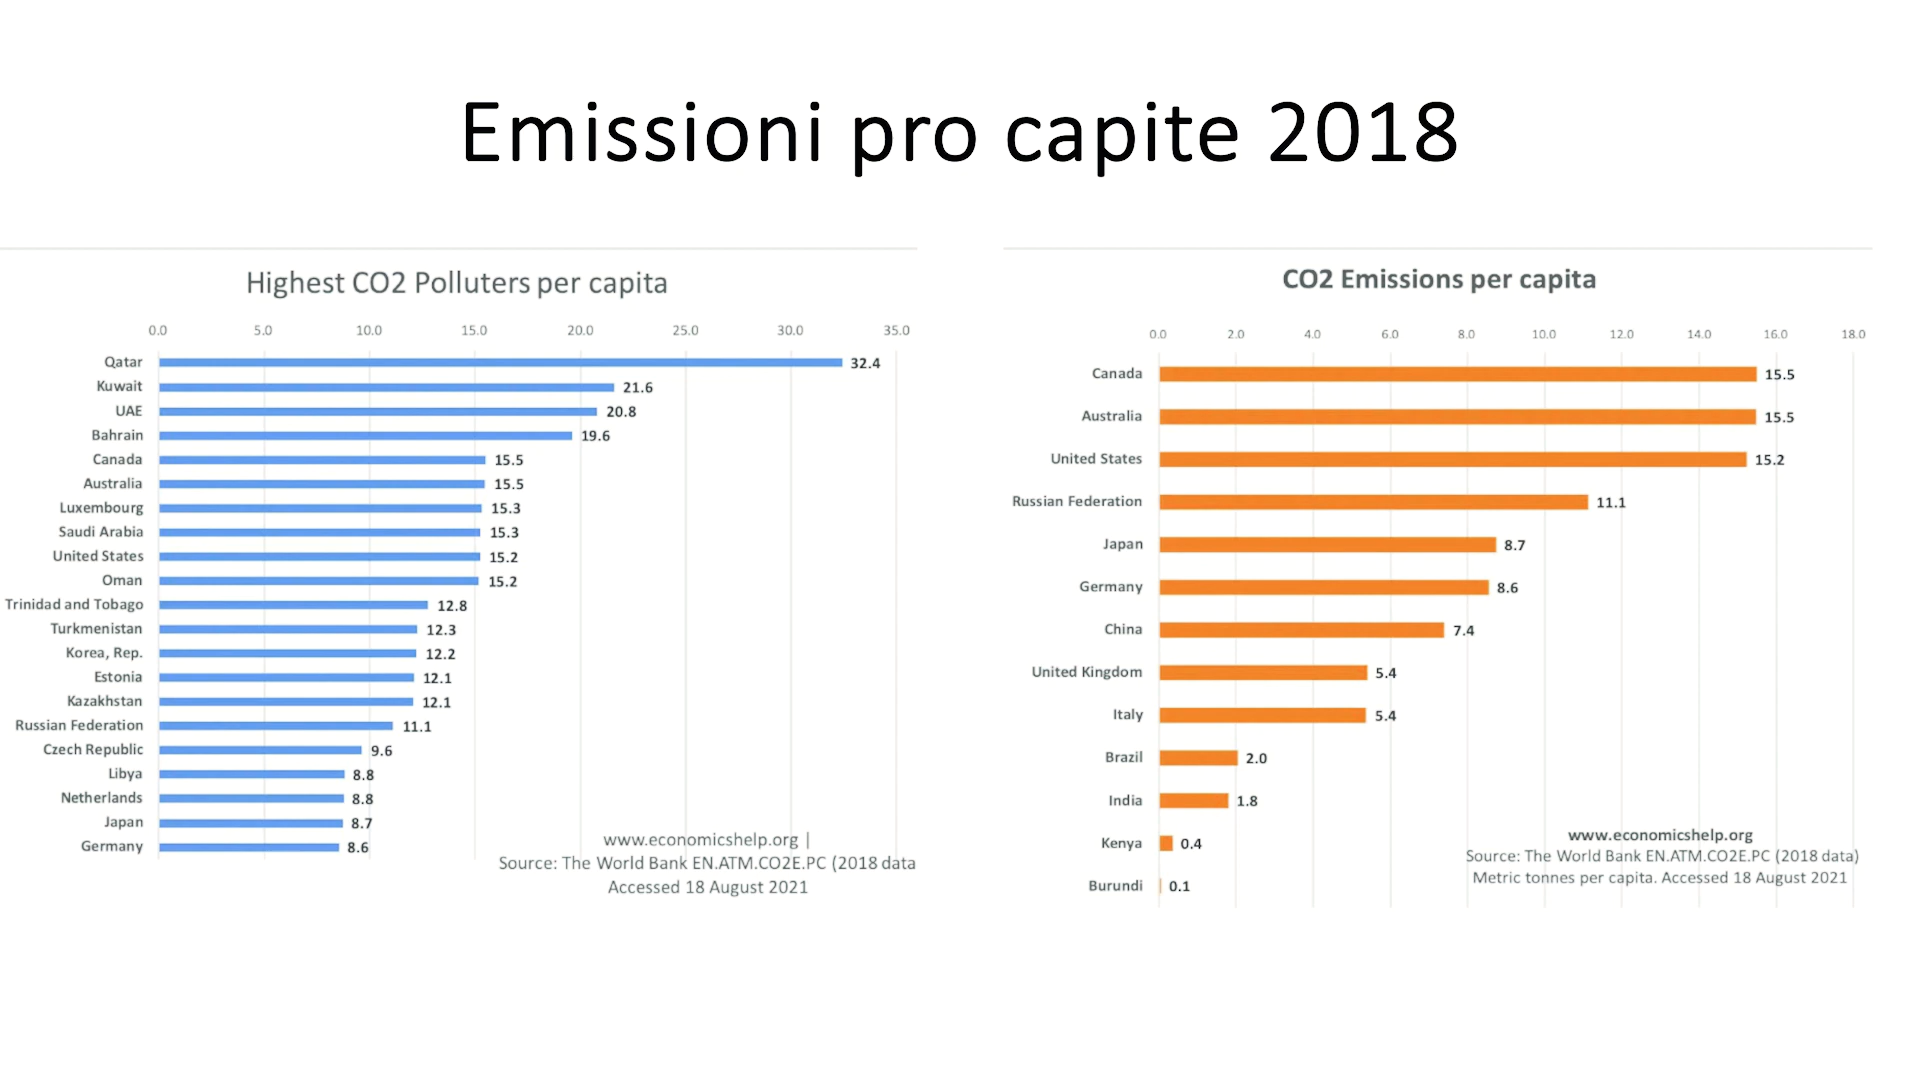 Emissioni pro capite 2018
Highest CO2 Polluters per capita
0.0 5.0 10.0 15.0 20.0 25.0 30.0 35.0
Qatar 32.4
Kuwait 21.6
UAE 20.8
Bahrain 19.6
Canada 15.5
Australia 15.5
Luxembourg 15.3
Saudi Arabia 15.3
United States 15.2
Oman 15.2
Trinidad and Tobago 12.8
Turkmenistan 12.3
Korea, Rep. 12.2
Estonia 12.1
Kazakhstan 12.1
Russian Federation 11.1
Czech Republic 9.6
Libya 8.8
Netherlands 8.8
Japan 8.7
Germany 8.6
www.economicshelp.org |
Source: The World Bank EN.ATM.CO2E.PC (2018 data
Accessed 18 August 2021
CO2 Emissions per capita
0.0 2.0 4.0 6.0 8.0 10.0 12.0 14.0 16.0 18.0
Canada 15.5
Australia 15.5
United States 15.2
Russian Federation 11.1
Japan 8.7
Germany 8.6
China 7.4
United Kingdom 5.4
Italy 5.4
Brazil 2.0
India 1.8
Kenya 0.4
Burundi 0.1
www.economicshelp.org
Source: The World Bank EN.ATM.CO2E.PC (2018 data)
Metric tonnes per capita. Accessed 18 August 2021